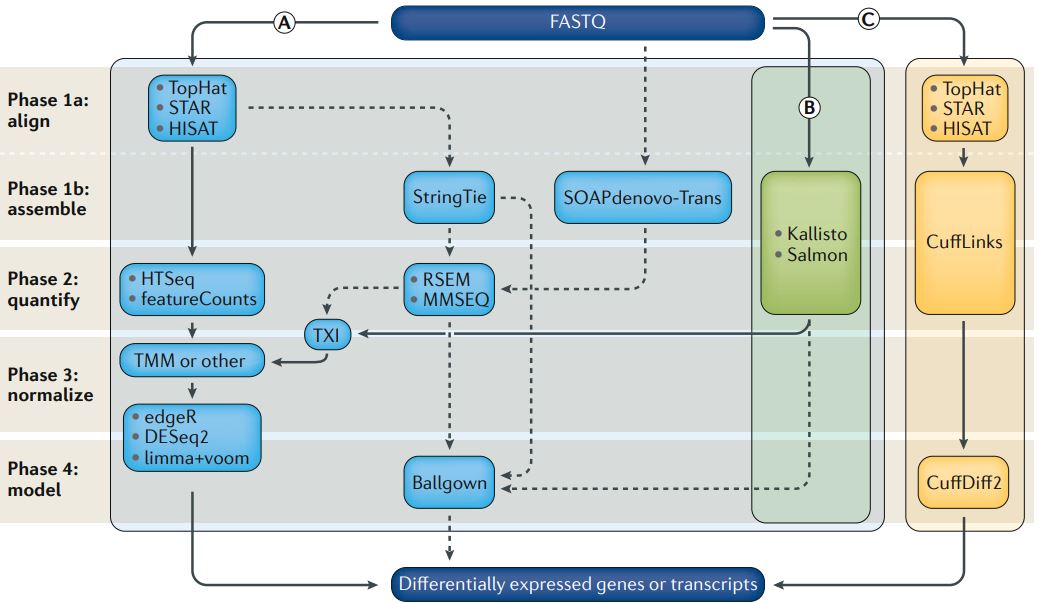 A
FASTQ
C
Phase 1a:
align
• TopHat
• STAR
• HISAT
B
• TopHat
• STAR
• HISAT
Phase 1b:
assemble
StringTie
SOAPdenovo-Trans
• Kallisto
• Salmon
CuffLinks
Phase 2:
quantify
• HTSeq
• featureCounts
• RSEM
• MMSEQ
TXI
Phase 3:
normalize
TMM or other
• edgeR
• DESeq2
• limma+voom
Phase 4:
model
Ballgown
CuffDiff2
Differentially expressed genes or transcripts